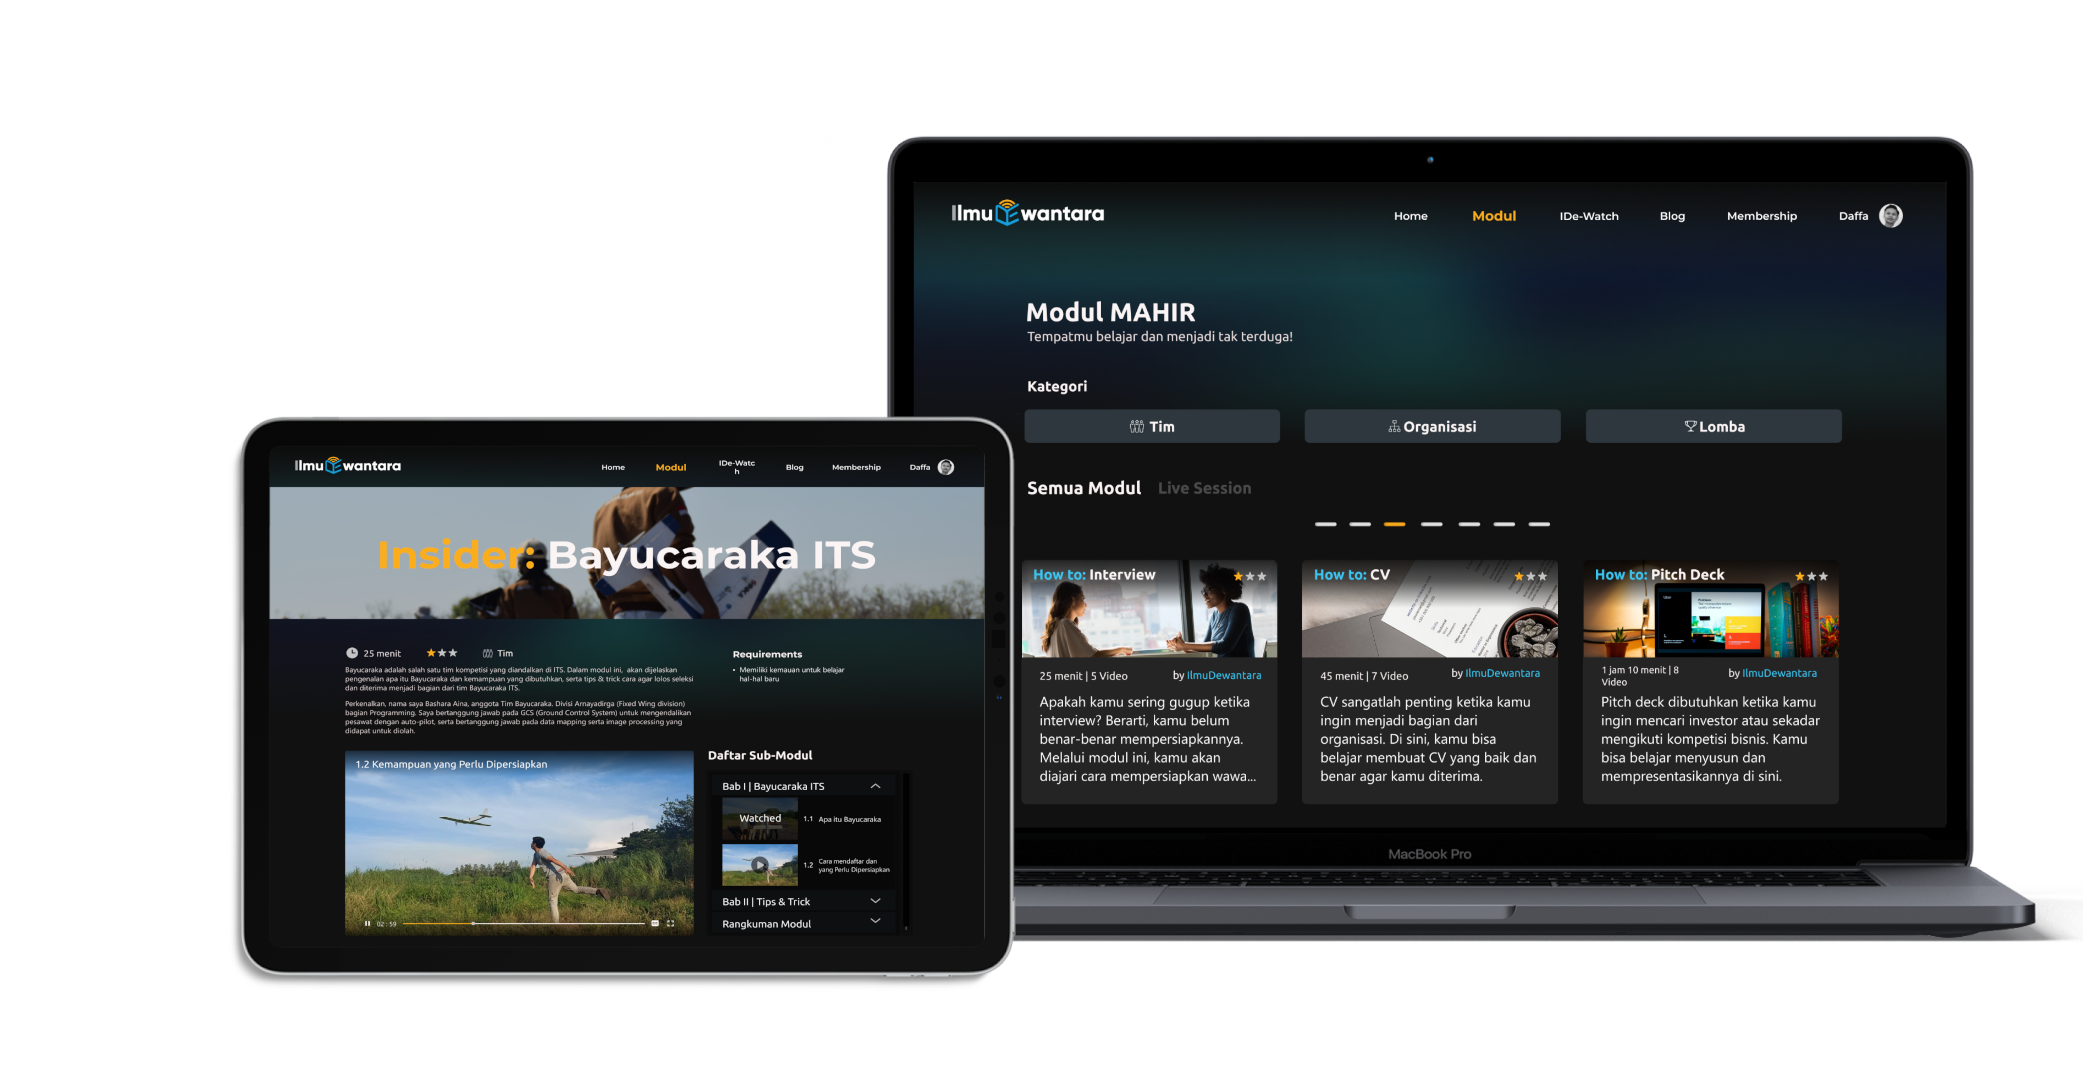 Ilmu wantara
Home Modul IDe-Watch Blog Membership Daffa
Modul MAHIR
Tempatmu belajar dan menjadi tak terduga!
Kategori
Tim
Organisasi
Lomba
Semua Modul Live Session
How to: Interview
25 menit | 5 Video
by IlmuDewantara
Apakah kamu sering gugup ketika
interview? Berarti, kamu belum
benar-benar mempersiapkannya.
Melalui modul ini, kamu akan
diajari cara mempersiapkan wawa...
How to: CV
45 menit | 7 Video
by IlmuDewantara
CV sangatlah penting ketika kamu
ingin menjadi bagian dari
organisasi. Di sini, kamu bisa
belajar membuat CV yang baik dan
benar agar kamu diterima.
How to: Pitch Deck
1 jam 10 menit | 8
Video
by IlmuDewantara
Pitch deck dibutuhkan ketika kamu
ingin mencari investor atau sekadar
mengikuti kompetisi bisnis. Kamu
bisa belajar menyusun dan
mempresentasikannya di sini.
MacBook Pro
Ilmu wantara
Home Modul IDe-Watc
h
Blog Membership Daffa
Insider: Bayucaraka ITS
25 menit
Tim
Bayucaraka adalah salah satu tim kompetisi yang diandalkan di ITS. Dalam modul ini, akan dijelaskan
pengenalan apa itu Bayucaraka dan kemampuan yang dibutuhkan, serta tips & trick cara agar lolos seleksi
dan diterima menjadi bagian dari tim Bayucaraka ITS.
Perkenalkan, nama saya Bashara Aina, anggota Tim Bayucaraka. Divisi Arnayadirga (Fixed Wing division)
bagian Programming. Saya bertanggung jawab pada GCS (Ground Control System) untuk mengendalikan
pesawat dengan auto-pilot, serta bertanggung jawab pada data mapping serta image processing yang
didapat untuk diolah.
Requirements
• Memiliki kemauan untuk belajar
hal-hal baru
1.2 Kemampuan yang Perlu Dipersiapkan
02 : 59
Daftar Sub-Modul
Bab I | Bayucaraka ITS
Watched
1.1 Apa itu Bayucaraka
1.2 Cara mendaftar dan
yang Perlu Dipersiapkan
Bab II | Tips & Trick
Rangkuman Modul